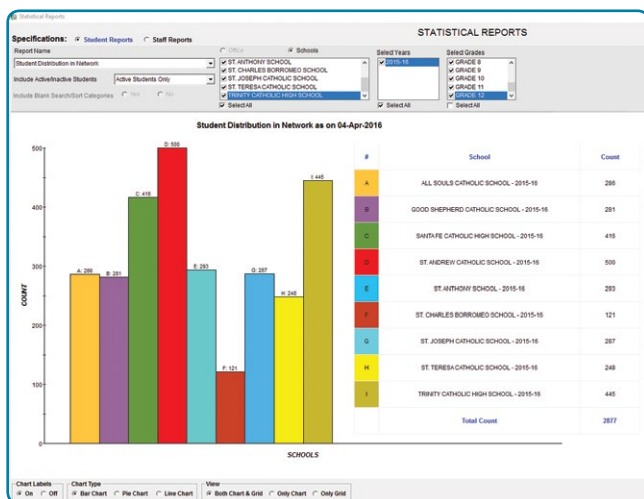 Statistical Reports
STATISTICAL REPORTS
Specifications: Student Reports Staff Reports
Report Name
Office Schools
Select Years
Select Grades
Student Distribution in Network
Include Active/Inactive Students
Active Students Only
Include Blank Search/Sort Categories
Yes No
ST. ANTHONY SCHOOL
ST. CHARLES BORROMEO SCHOOL
ST. JOSEPH CATHOLIC SCHOOL
ST. TERESA CATHOLIC SCHOOL
TRINITY CATHOLIC HIGH SCHOOL
Select All
2015-16
Select All
GRADE 8
GRADE 9
GRADE 10
GRADE 11
GRADE 12
Select All
Student Distribution in Network as on 04-Apr-2016
COUNT
500
400
300
200
100
0
A: 286
B: 281
C: 416
D: 500
E: 293
F: 121
G: 287
H: 248
I: 445
SCHOOLS
# School Count
A ALL SOULS CATHOLIC SCHOOL - 2015-16 286
B GOOD SHEPHERD CATHOLIC SCHOOL - 2015-16 281
C SANTA FE CATHOLIC HIGH SCHOOL - 2015-16 416
D ST. ANDREW CATHOLIC SCHOOL - 2015-16 500
E ST. ANTHONY SCHOOL - 2015-16 293
F ST. CHARLES BORROMEO SCHOOL - 2015-16 121
G ST. JOSEPH CATHOLIC SCHOOL - 2015-16 287
H ST. TERESA CATHOLIC SCHOOL - 2015-16 248
I TRINITY CATHOLIC HIGH SCHOOL - 2015-16 445
Total Count 2877
Chart Labels
On Off
Chart Type
Bar Chart Pie Chart Line Chart
View
Both Chart & Grid Only Chart Only Grid